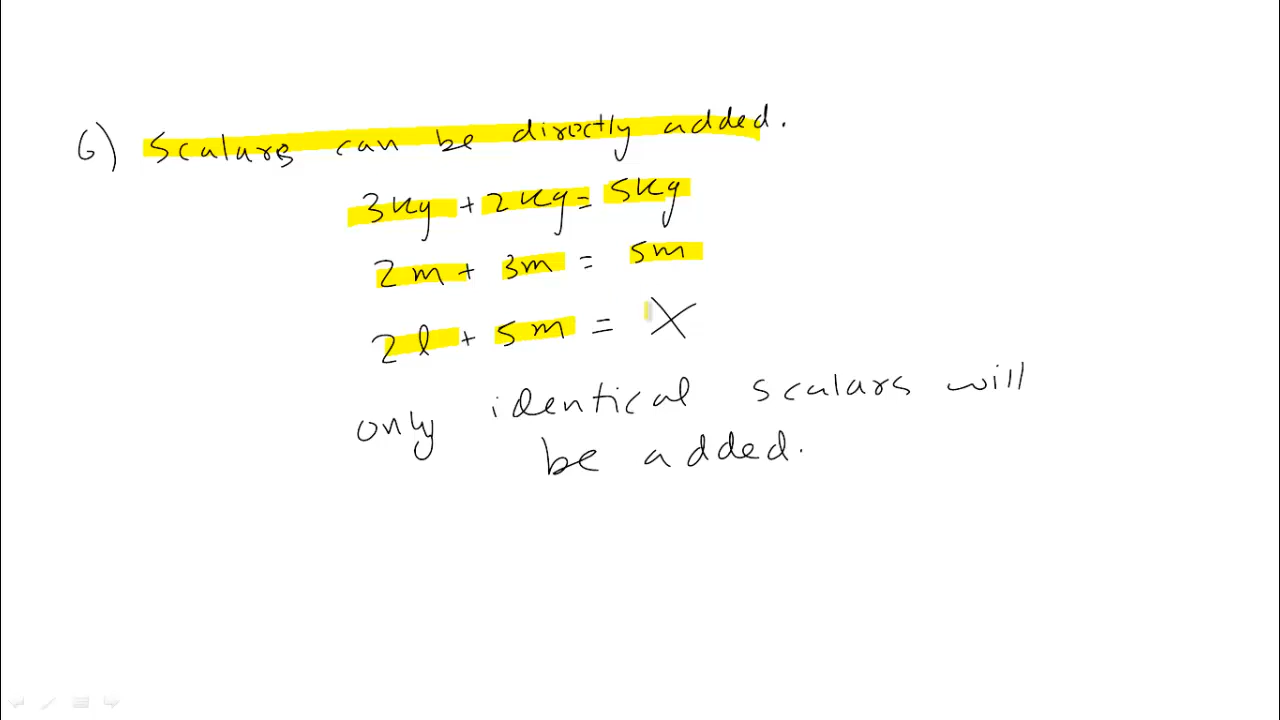 6) Scalars can be directly added.
3Kg + 2Kg = 5Kg
2m + 3m = 5m
2l + 5m = X
only identical scalars will
be added.